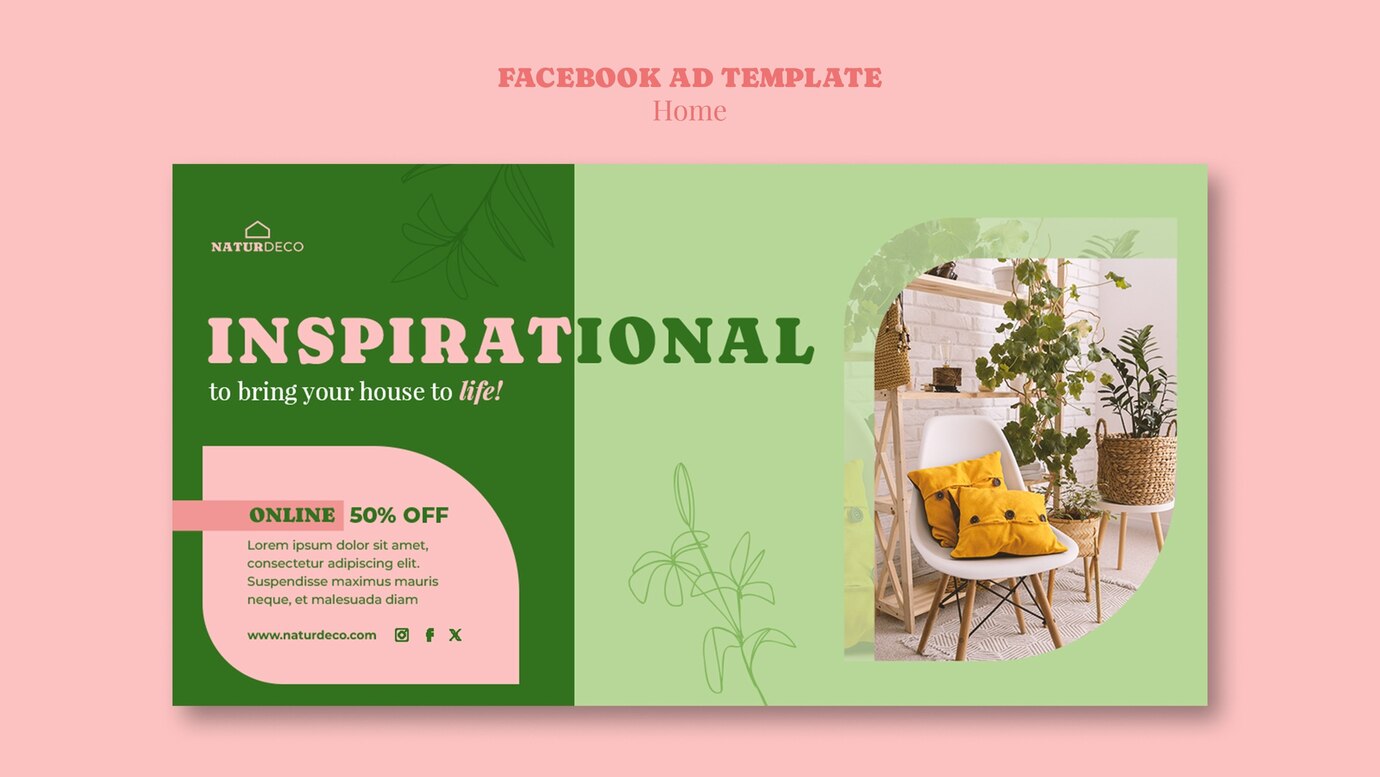 FACEBOOK AD TEMPLATE
Home
NATURDECO
INSPIRATIONAL
to bring your house to life!
ONLINE 50% OFF
Lorem ipsum dolor sit amet,
consectetur adipiscing elit.
Suspendisse maximus mauris
neque, et malesuada diam
www.naturdeco.com